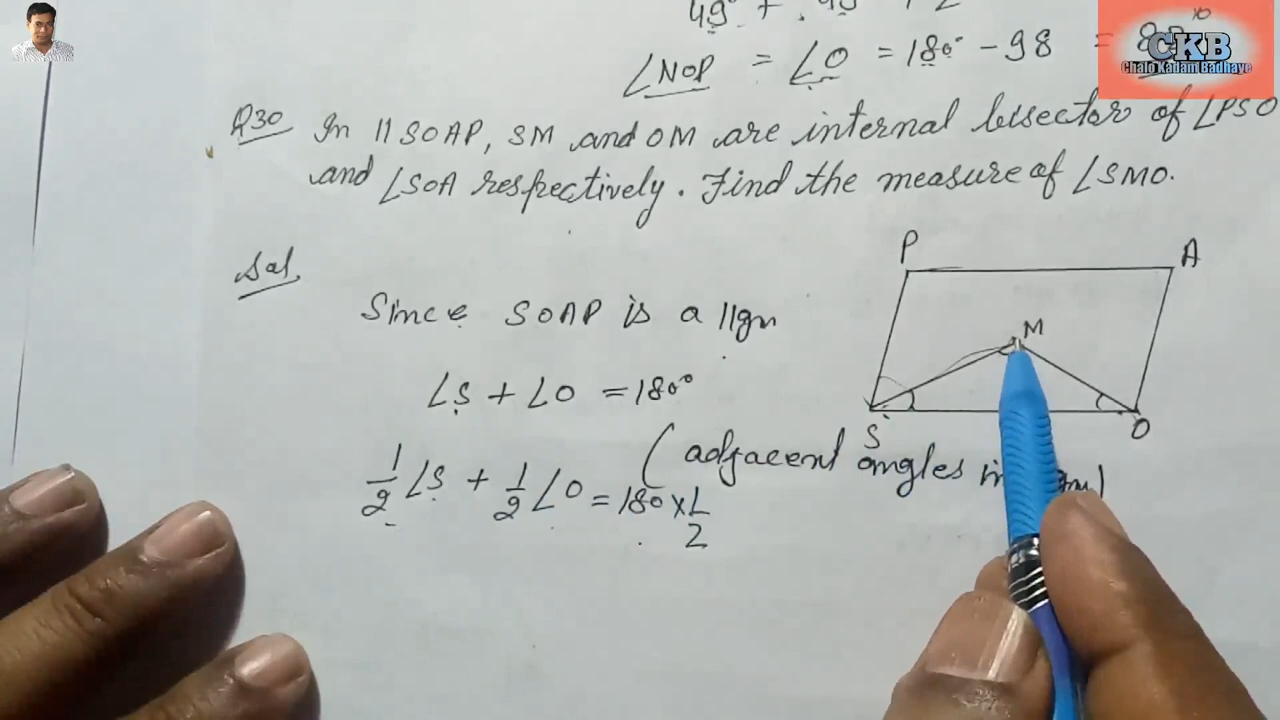 49° +
∠NOP = ∠O = 180° - 98 =
CKB
Chalo Kadam Badhaye
Q30 In ||SOAP, SM and OM are internal bisector of ∠PSO
and ∠SOA respectively. Find the measure of ∠SMO.
Sol
P A
Since SOAP is a ||gm
M
∠S + ∠O = 180°
S O
(adjacent angles in
1/2 ∠S + 1/2 ∠O = 180 × 1/2